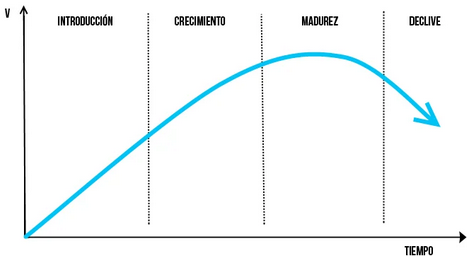 V
INTRODUCCIÓN
CRECIMIENTO
MADUREZ
DECLIVE
TIEMPO